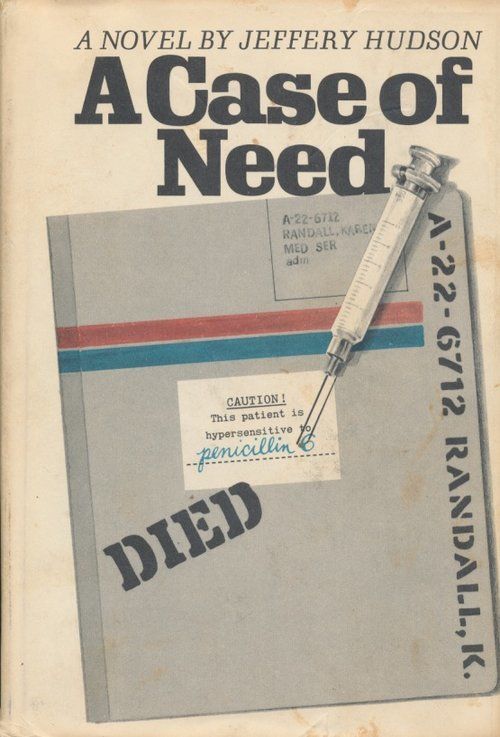 A NOVEL BY JEFFERY HUDSON
A Case of
Need
A-22-6712
RANDALL, KAREN
MED SER
adm
A-22-6712 RANDALL, K.
CAUTION!
This patient is
hypersensitive to
penicillin G
DIED